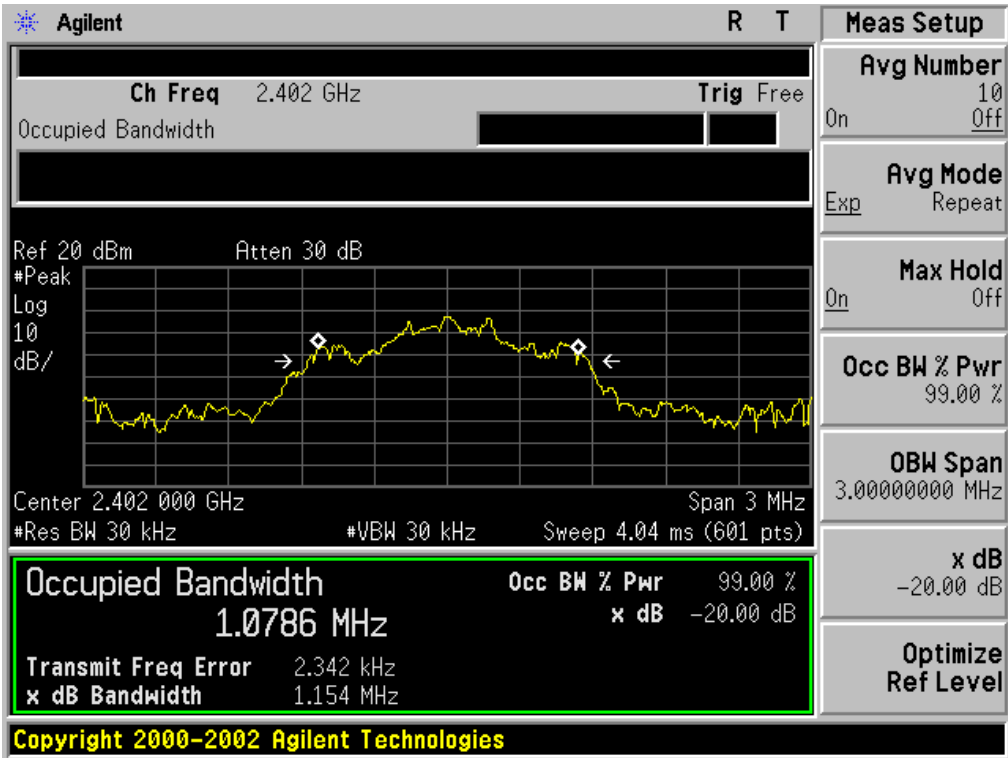 Agilent R T
Ch Freq 2.402 GHz Trig Free
Occupied Bandwidth
Ref 20 dBm Atten 30 dB
#Peak
Log
10
dB/
Center 2.402 000 GHz Span 3 MHz
#Res BW 30 kHz #VBW 30 kHz Sweep 4.04 ms (601 pts)
Occupied Bandwidth Occ BW % Pwr 99.00 %
1.0786 MHz x dB -20.00 dB
Transmit Freq Error 2.342 kHz
x dB Bandwidth 1.154 MHz
Copyright 2000-2002 Agilent Technologies
Meas Setup
Avg Number
10
On Off
Avg Mode
Exp Repeat
Max Hold
On Off
Occ BW % Pwr
99.00 %
OBW Span
3.00000000 MHz
x dB
-20.00 dB
Optimize
Ref Level